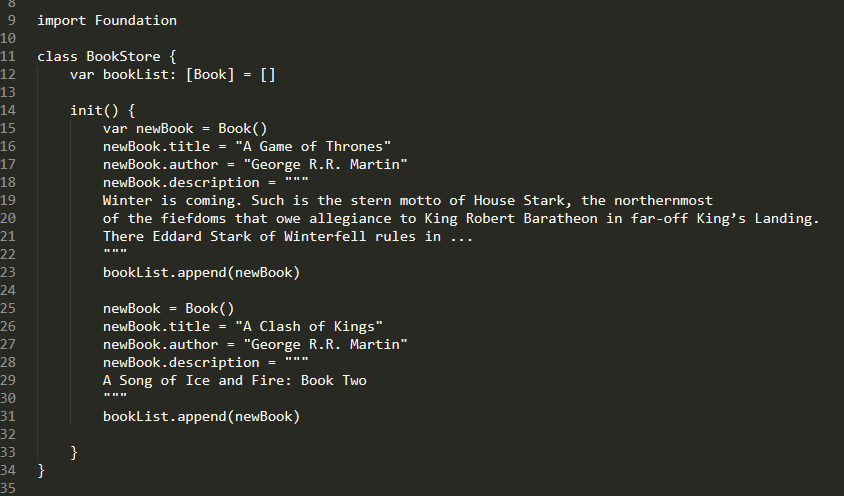 8
9 import Foundation
10
11 class BookStore {
12     var bookList: [Book] = []
13
14     init() {
15         var newBook = Book()
16         newBook.title = "A Game of Thrones"
17         newBook.author = "George R.R. Martin"
18         newBook.description = """
19         Winter is coming. Such is the stern motto of House Stark, the northernmost
20         of the fiefdoms that owe allegiance to King Robert Baratheon in far-off King’s Landing.
21         There Eddard Stark of Winterfell rules in ...
22         """
23         bookList.append(newBook)
24
25         newBook = Book()
26         newBook.title = "A Clash of Kings"
27         newBook.author = "George R.R. Martin"
28         newBook.description = """
29         A Song of Ice and Fire: Book Two
30         """
31         bookList.append(newBook)
32
33     }
34 }
35